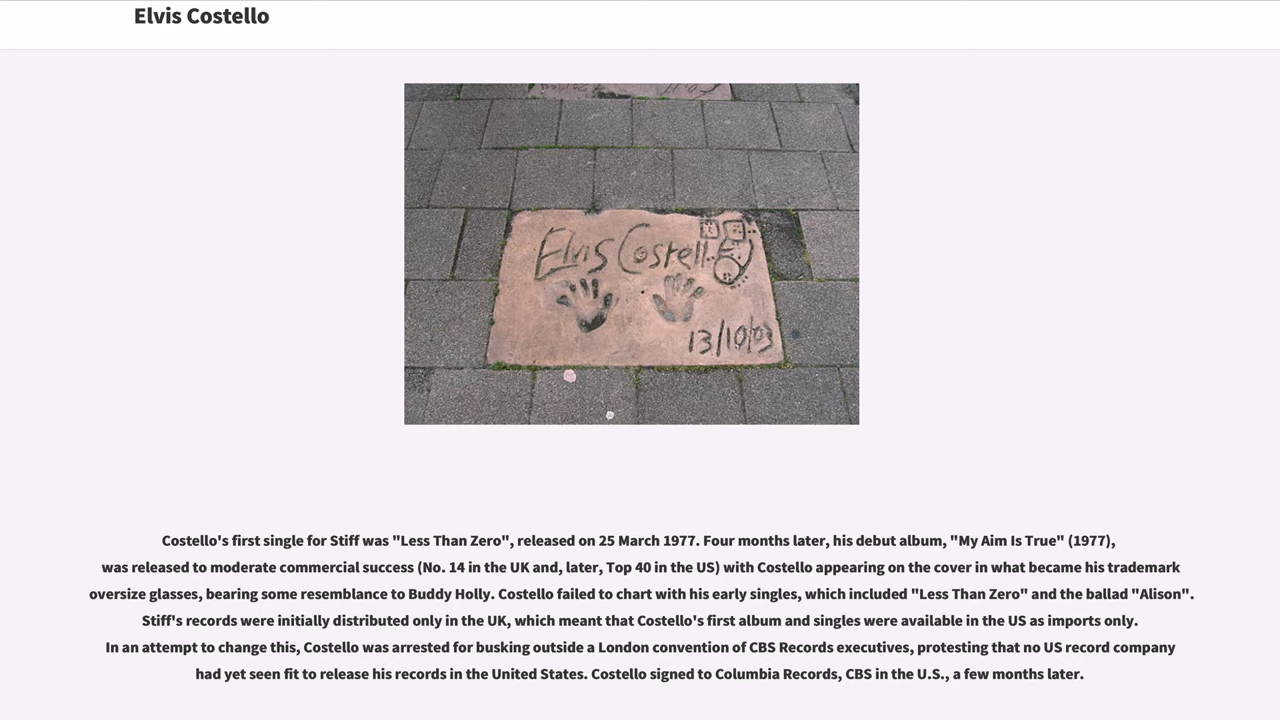 Elvis Costello
Elvis Costello
13/10/03
Costello's first single for Stiff was "Less Than Zero", released on 25 March 1977. Four months later, his debut album, "My Aim Is True" (1977),
was released to moderate commercial success (No. 14 in the UK and, later, Top 40 in the US) with Costello appearing on the cover in what became his trademark
oversize glasses, bearing some resemblance to Buddy Holly. Costello failed to chart with his early singles, which included "Less Than Zero" and the ballad "Alison".
Stiff's records were initially distributed only in the UK, which meant that Costello's first album and singles were available in the US as imports only.
In an attempt to change this, Costello was arrested for busking outside a London convention of CBS Records executives, protesting that no US record company
had yet seen fit to release his records in the United States. Costello signed to Columbia Records, CBS in the U.S., a few months later.